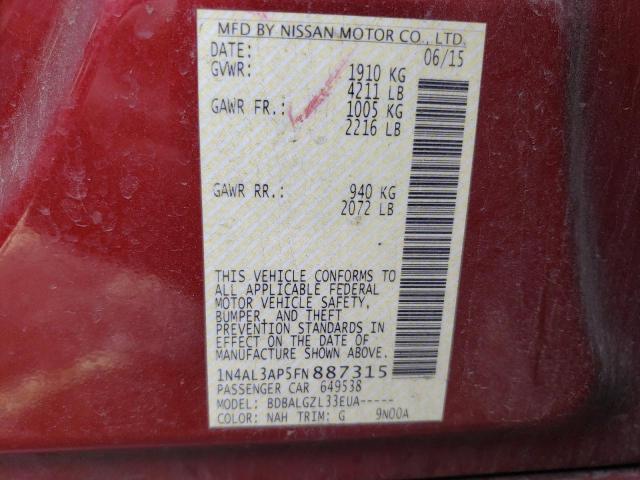 MFD BY NISSAN MOTOR CO., LTD.
DATE: 06/15
GVWR: 1910 KG
4211 LB
GAWR FR.: 1005 KG
2216 LB
GAWR RR.: 940 KG
2072 LB
THIS VEHICLE CONFORMS TO
ALL APPLICABLE FEDERAL
MOTOR VEHICLE SAFETY,
BUMPER, AND THEFT
PREVENTION STANDARDS IN
EFFECT ON THE DATE OF
MANUFACTURE SHOWN ABOVE.
1N4AL3AP5FN887315
PASSENGER CAR 649538
MODEL: BDBALGZL33EUA-----
COLOR: NAH TRIM: G 9N00A